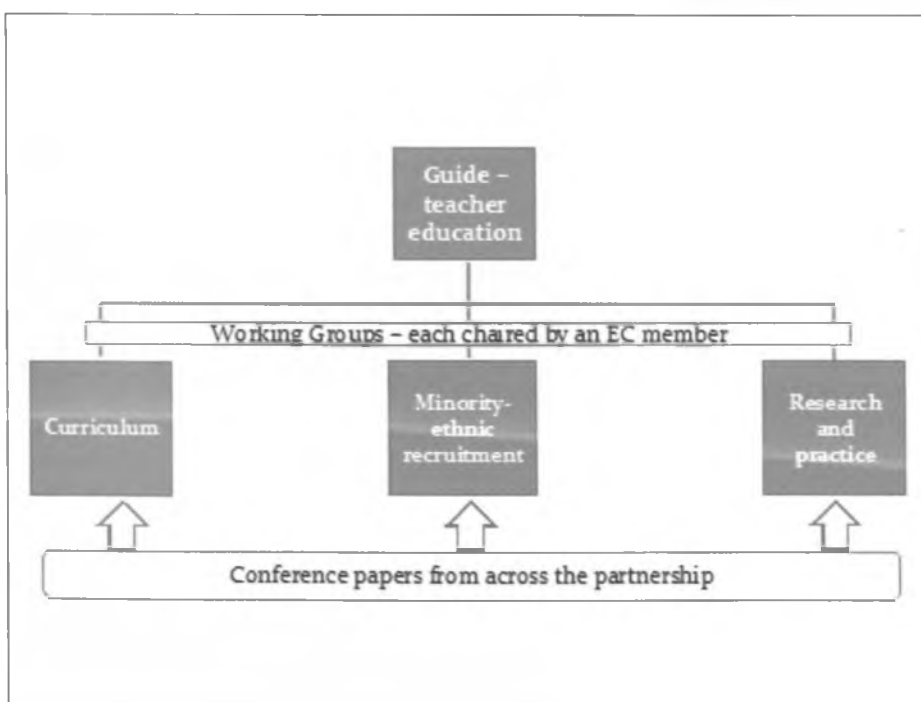 Guide –
teacher
education
Working Groups – each chaired by an EC member
Curriculum
Minority-
ethnic
recruitment
Research
and
practice
Conference papers from across the partnership